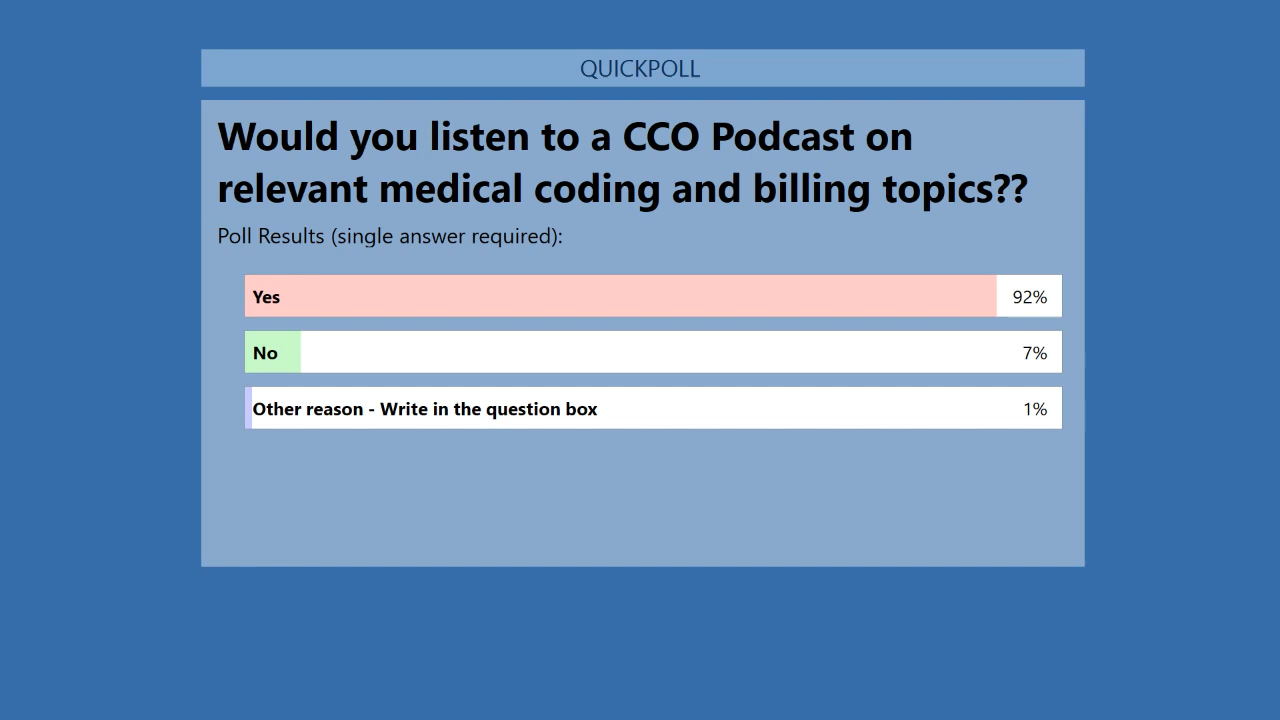 QUICKPOLL
Would you listen to a CCO Podcast on
relevant medical coding and billing topics??
Poll Results (single answer required):
Yes 92%
No 7%
Other reason - Write in the question box 1%